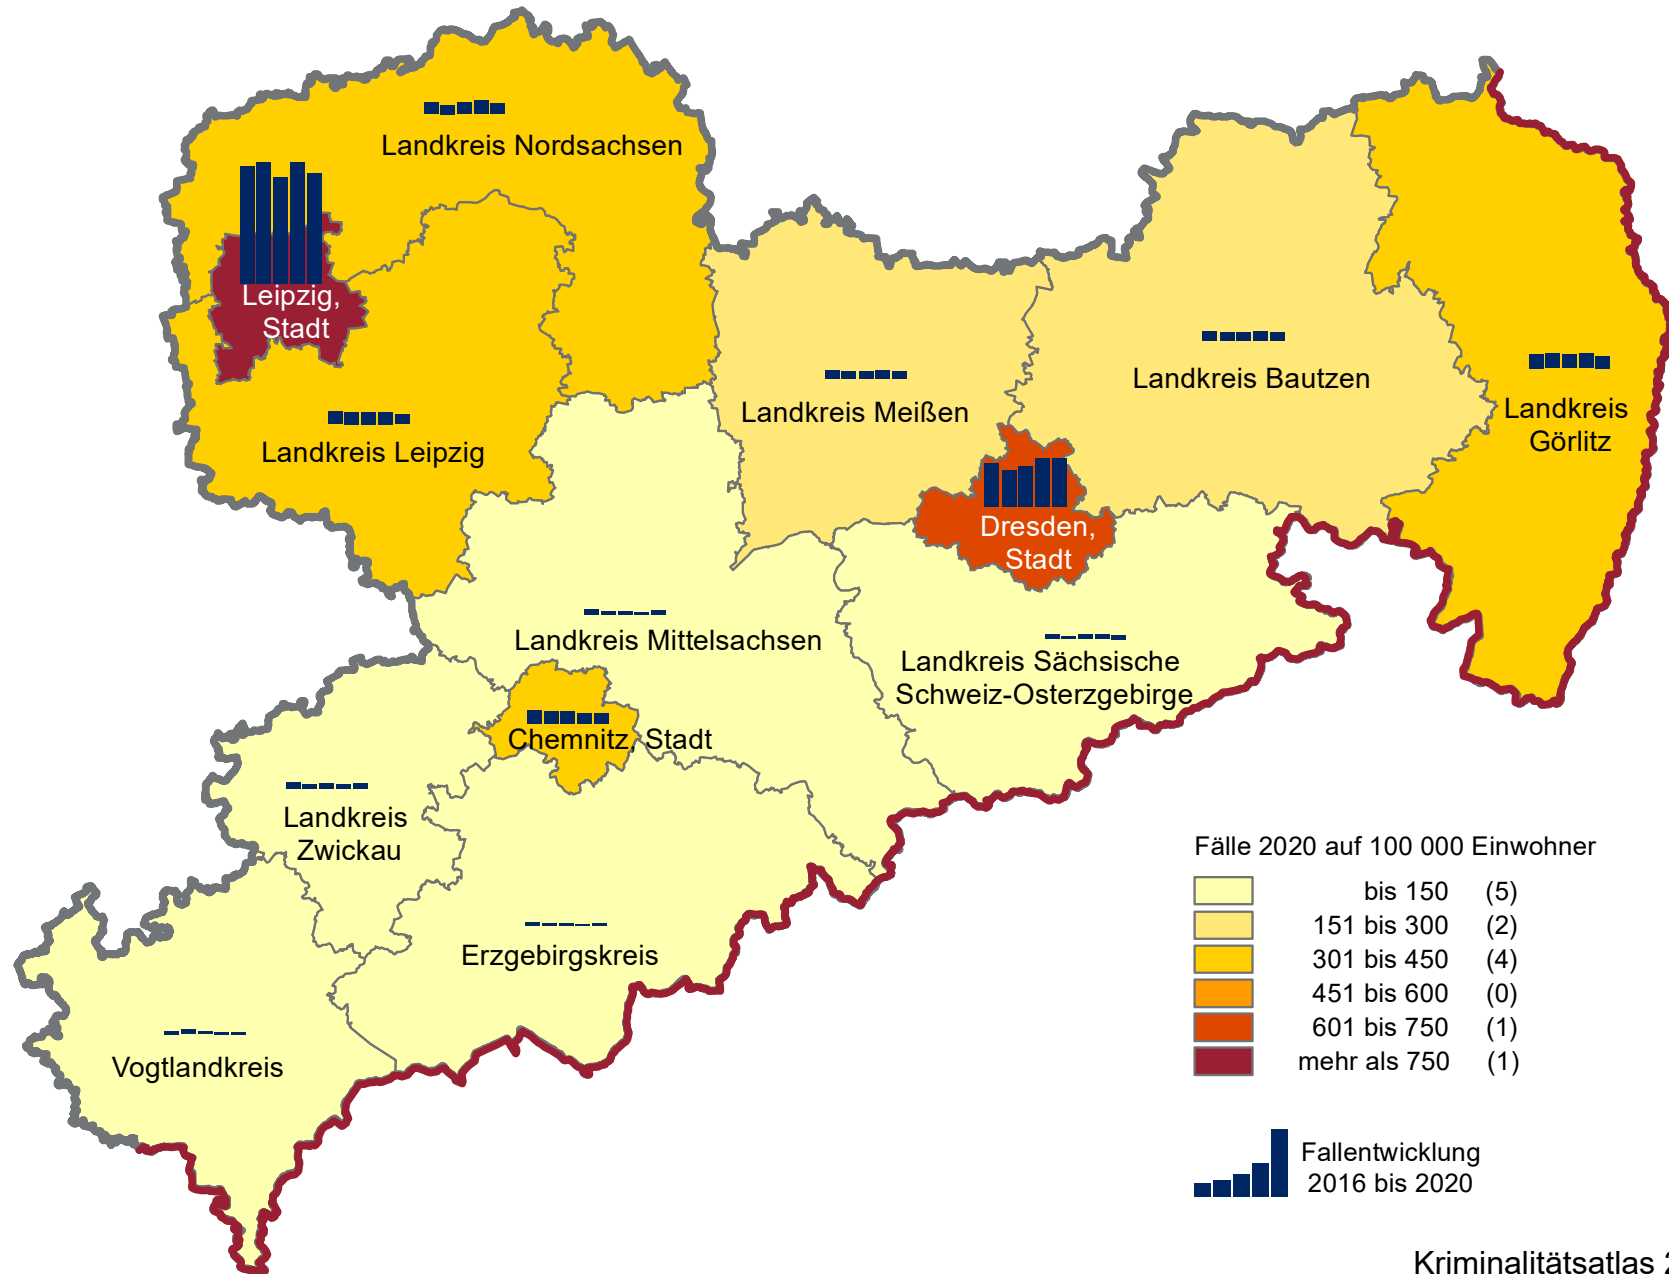 Landkreis Nordsachsen
Leipzig,
Stadt
Landkreis Leipzig
Landkreis Meißen
Landkreis Bautzen
Landkreis
Görlitz
Dresden,
Stadt
Landkreis Mittelsachsen
Landkreis Sächsische
Schweiz-Osterzgebirge
Chemnitz, Stadt
Landkreis
Zwickau
Erzgebirgskreis
Vogtlandkreis
Fälle 2020 auf 100 000 Einwohner
bis 150 (5)
151 bis 300 (2)
301 bis 450 (4)
451 bis 600 (0)
601 bis 750 (1)
mehr als 750 (1)
Fallentwicklung
2016 bis 2020
Kriminalitätsatlas